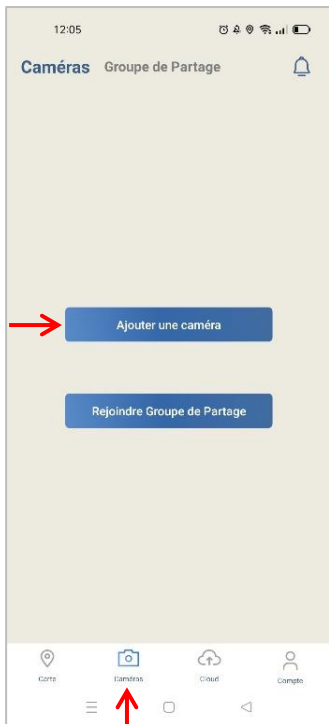 12:05
Caméras Groupe de Partage
Ajouter une caméra
Rejoindre Groupe de Partage
Carte Caméras Cloud Compte